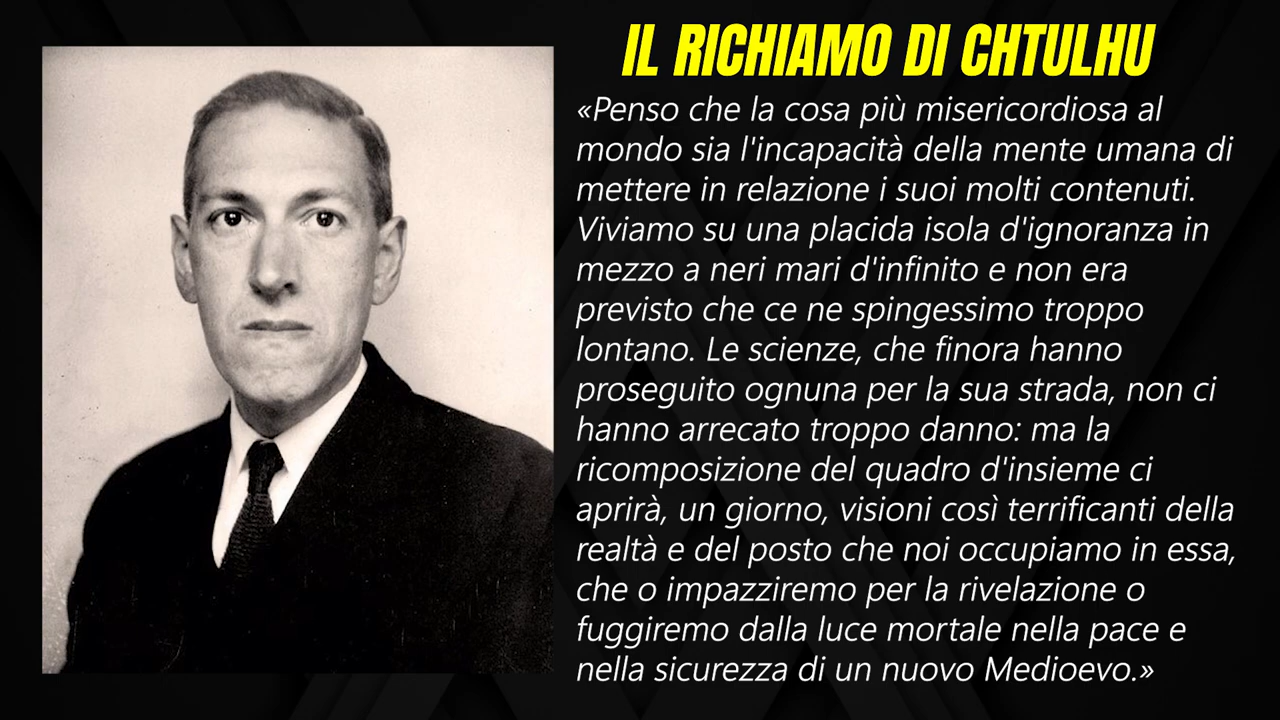 IL RICHIAMO DI CHTULHU
«Penso che la cosa più misericordiosa al
mondo sia l'incapacità della mente umana di
mettere in relazione i suoi molti contenuti.
Viviamo su una placida isola d'ignoranza in
mezzo a neri mari d'infinito e non era
previsto che ce ne spingessimo troppo
lontano. Le scienze, che finora hanno
proseguito ognuna per la sua strada, non ci
hanno arrecato troppo danno: ma la
ricomposizione del quadro d'insieme ci
aprirà, un giorno, visioni così terrificanti della
realtà e del posto che noi occupiamo in essa,
che o impazziremo per la rivelazione o
fuggiremo dalla luce mortale nella pace e
nella sicurezza di un nuovo Medioevo.»